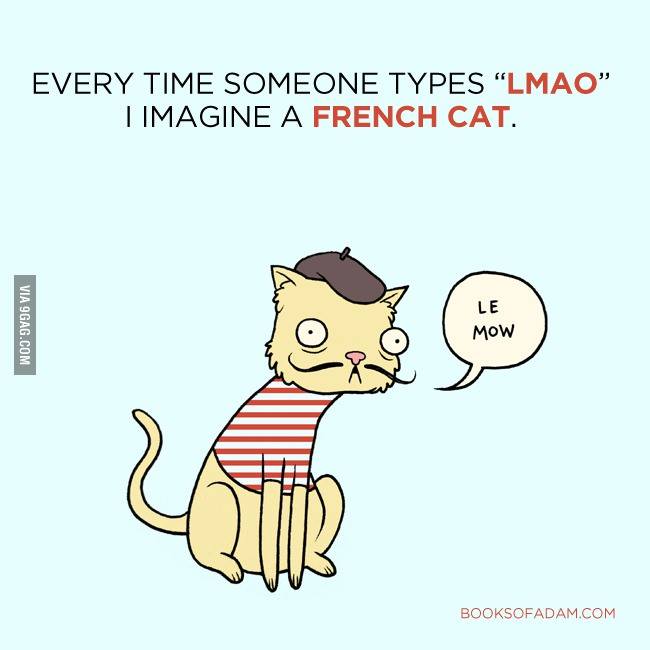 EVERY TIME SOMEONE TYPES “LMAO”
I IMAGINE A FRENCH CAT.
VIA 9GAG.COM
LE
MOW
BOOKSOFADAM.COM